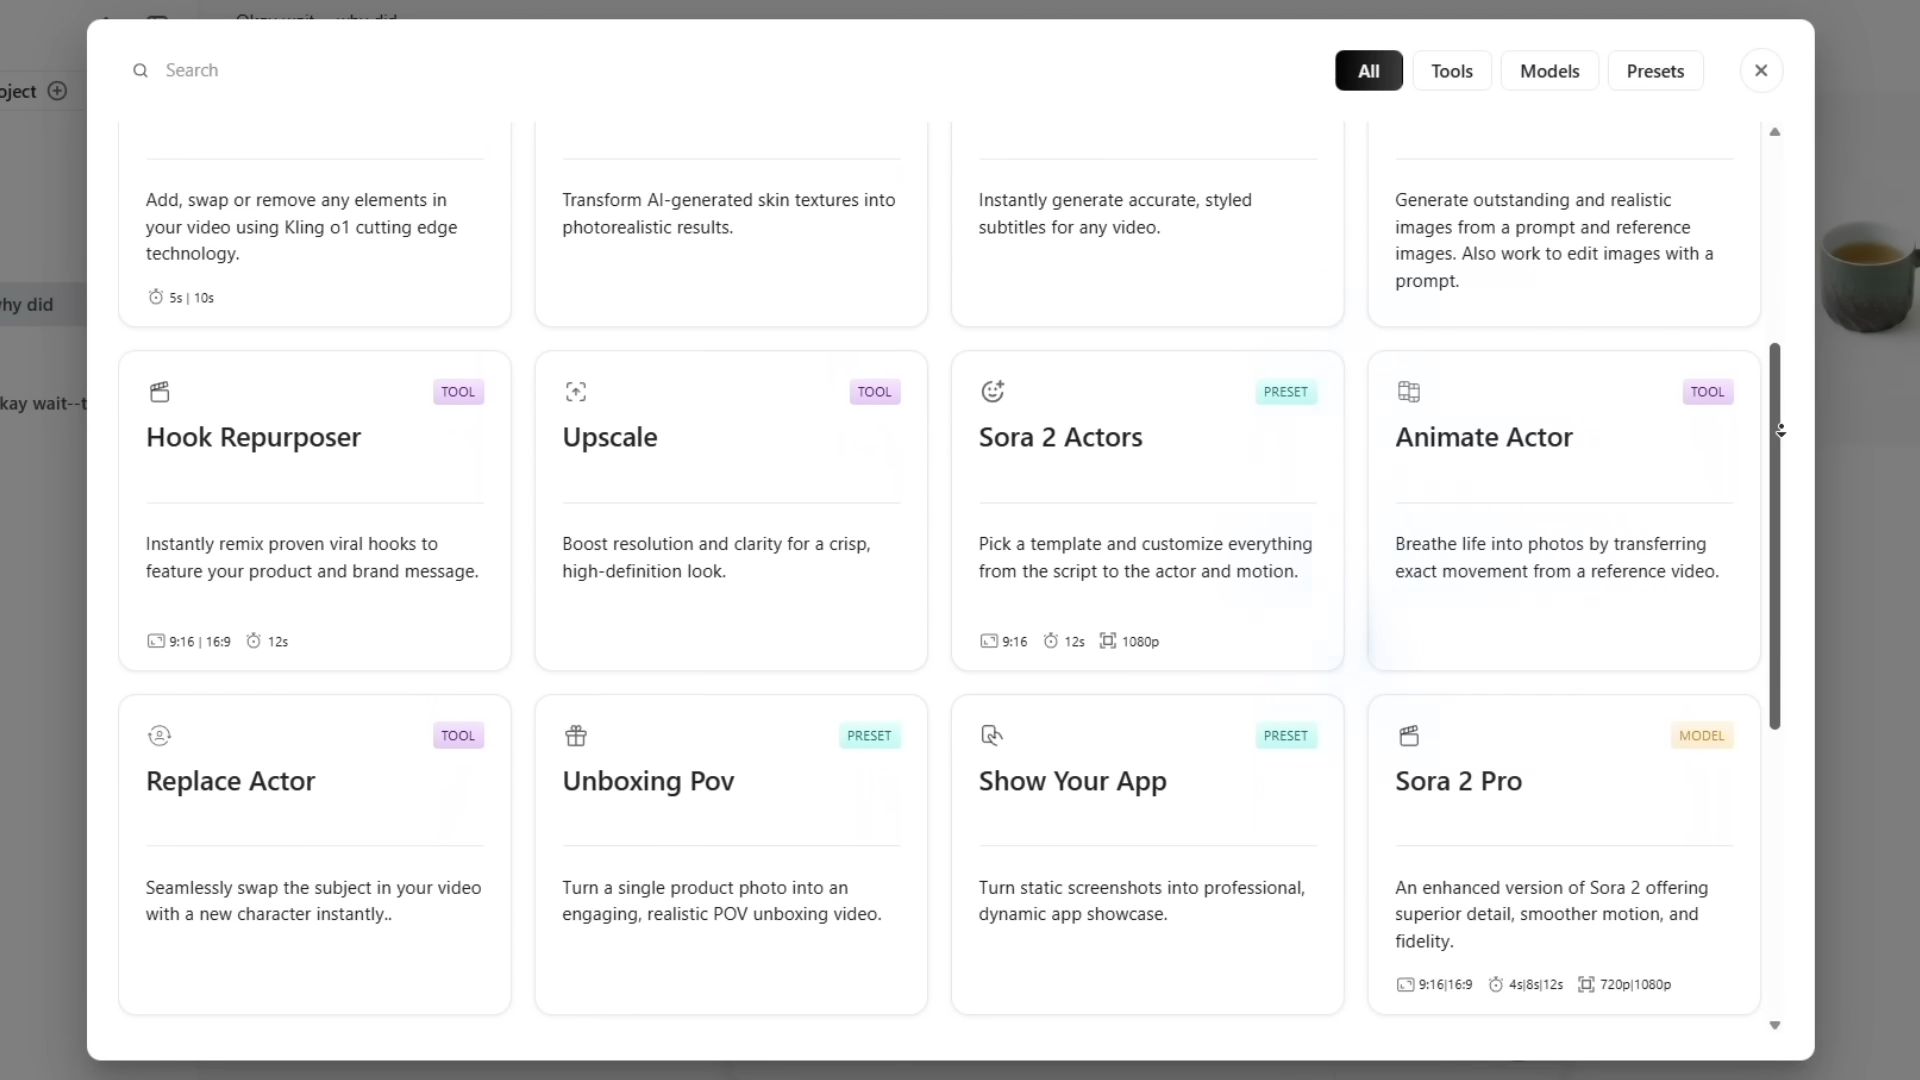 Okay wait—why did
oject
hy did
kay wait--t
Search
All
Tools
Models
Presets
Add, swap or remove any elements in
your video using Kling o1 cutting edge
technology.
5s | 10s
Transform AI-generated skin textures into
photorealistic results.
Instantly generate accurate, styled
subtitles for any video.
Generate outstanding and realistic
images from a prompt and reference
images. Also work to edit images with a
prompt.
TOOL
Hook Repurposer
Instantly remix proven viral hooks to
feature your product and brand message.
9:16 | 16:9 12s
TOOL
Upscale
Boost resolution and clarity for a crisp,
high-definition look.
PRESET
Sora 2 Actors
Pick a template and customize everything
from the script to the actor and motion.
9:16 12s 1080p
TOOL
Animate Actor
Breathe life into photos by transferring
exact movement from a reference video.
TOOL
Replace Actor
Seamlessly swap the subject in your video
with a new character instantly..
PRESET
Unboxing Pov
Turn a single product photo into an
engaging, realistic POV unboxing video.
PRESET
Show Your App
Turn static screenshots into professional,
dynamic app showcase.
MODEL
Sora 2 Pro
An enhanced version of Sora 2 offering
superior detail, smoother motion, and
fidelity.
9:16|16:9 4s|8s|12s 720p|1080p